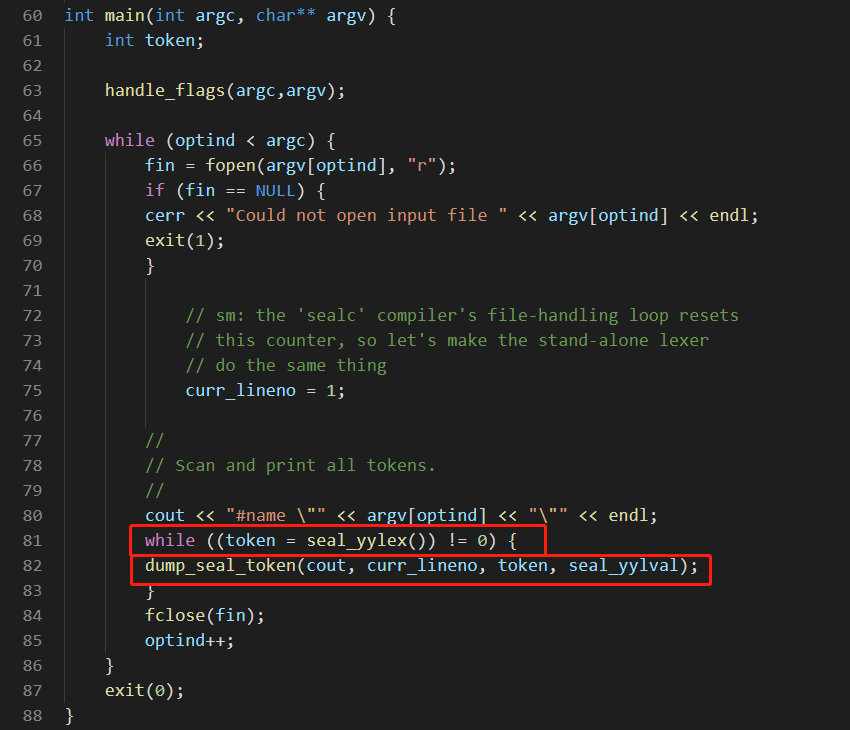 60 int main(int argc, char** argv) {
61     int token;
62
63     handle_flags(argc,argv);
64
65     while (optind < argc) {
66         fin = fopen(argv[optind], "r");
67         if (fin == NULL) {
68         cerr << "Could not open input file " << argv[optind] << endl;
69         exit(1);
70         }
71
72             // sm: the 'sealc' compiler's file-handling loop resets
73             // this counter, so let's make the stand-alone lexer
74             // do the same thing
75             curr_lineno = 1;
76
77         //
78         // Scan and print all tokens.
79         //
80         cout << "#name \"" << argv[optind] << "\"" << endl;
81         while ((token = seal_yylex()) != 0) {
82         dump_seal_token(cout, curr_lineno, token, seal_yylval);
83         }
84         fclose(fin);
85         optind++;
86     }
87     exit(0);
88 }